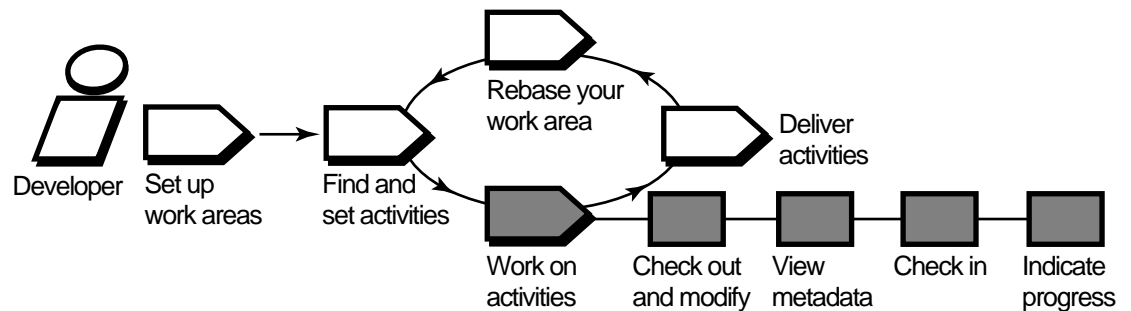 Rebase your
work area
Deliver
activities
Developer
Set up
work areas
Find and
set activities
Work on
activities
Check out
and modify
View
metadata
Check in
Indicate
progress